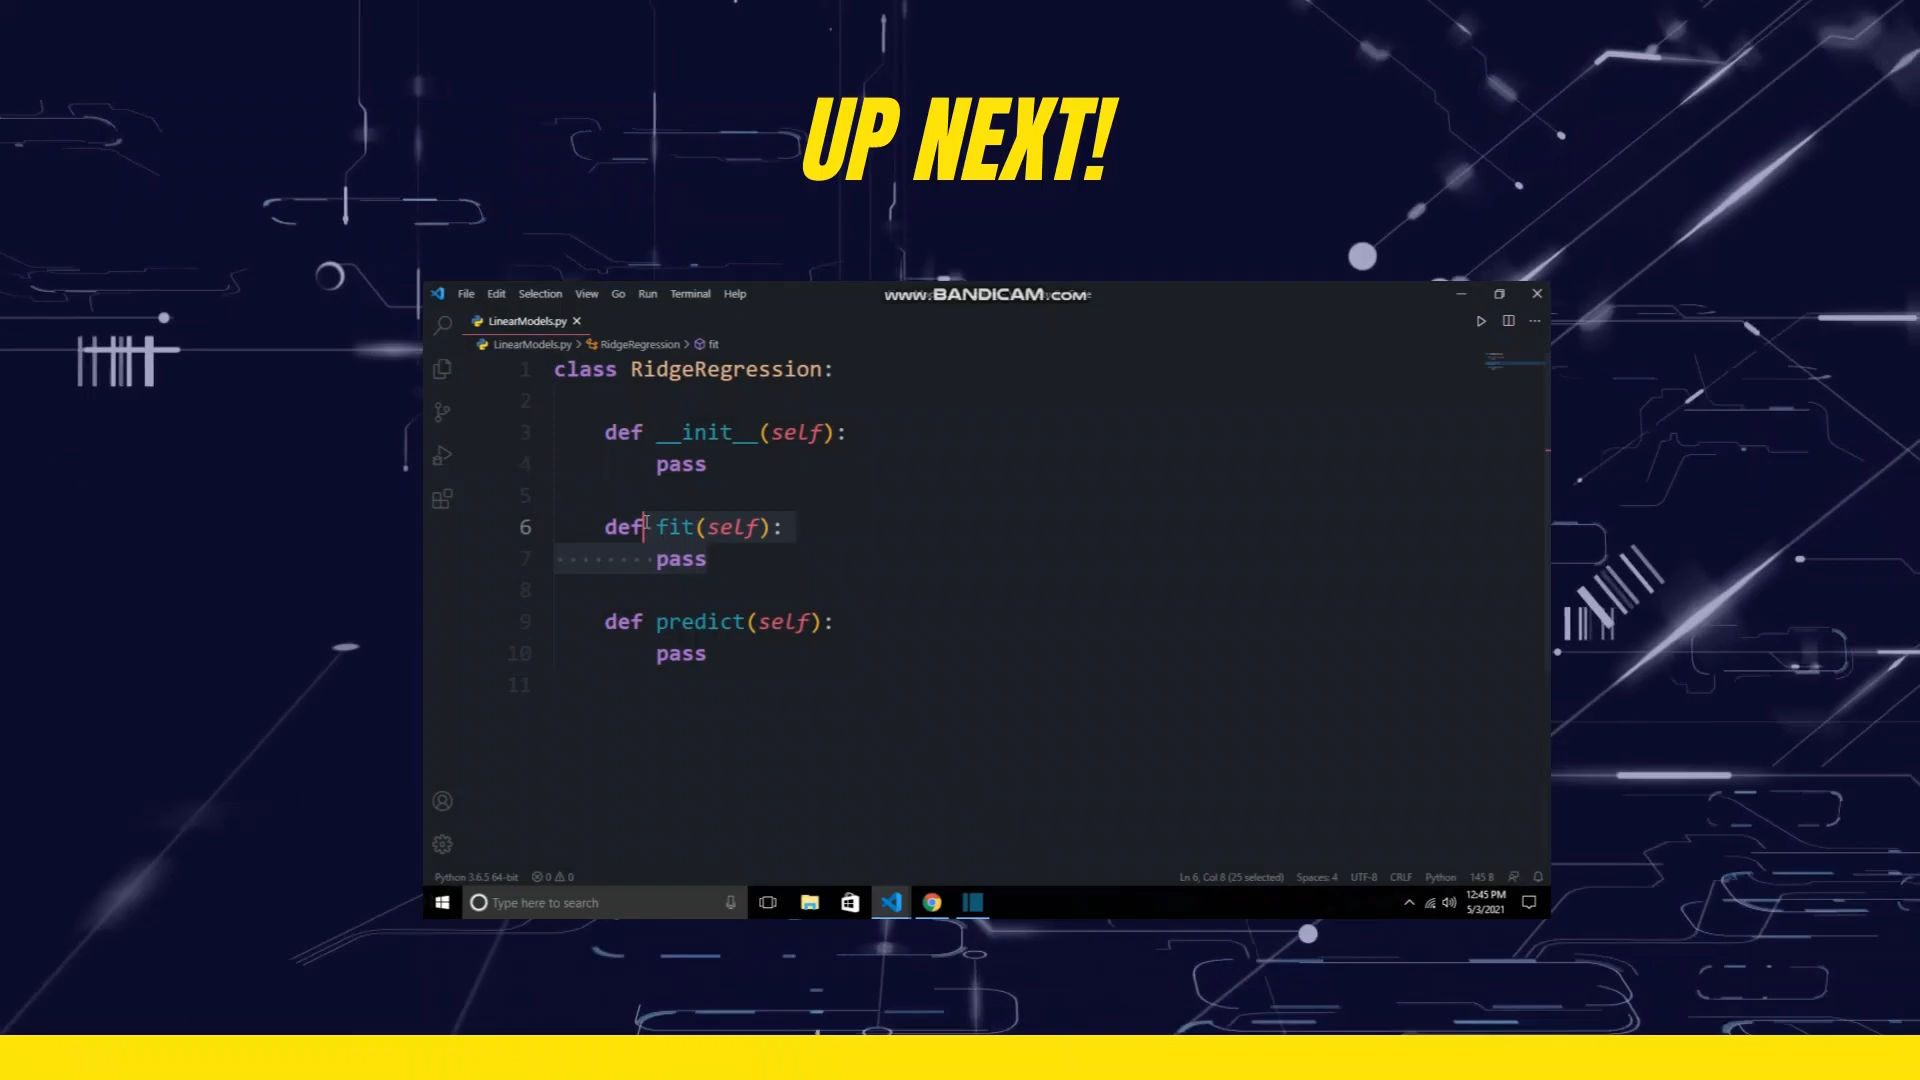 UP NEXT!
File Edit Selection View Go Run Terminal Help
www.BANDICAM.com
LinearModels.py
LinearModels.py > RidgeRegression > fit
1 class RidgeRegression:
2
3 def __init__(self):
4 pass
5
6 def fit(self):
7 pass
8
9 def predict(self):
10 pass
11
Python 3.6.5 64-bit 0 0
Ln 6, Col 8 (25 selected) Spaces: 4 UTF-8 CRLF Python 145 B
Type here to search
12:45 PM
5/3/2021